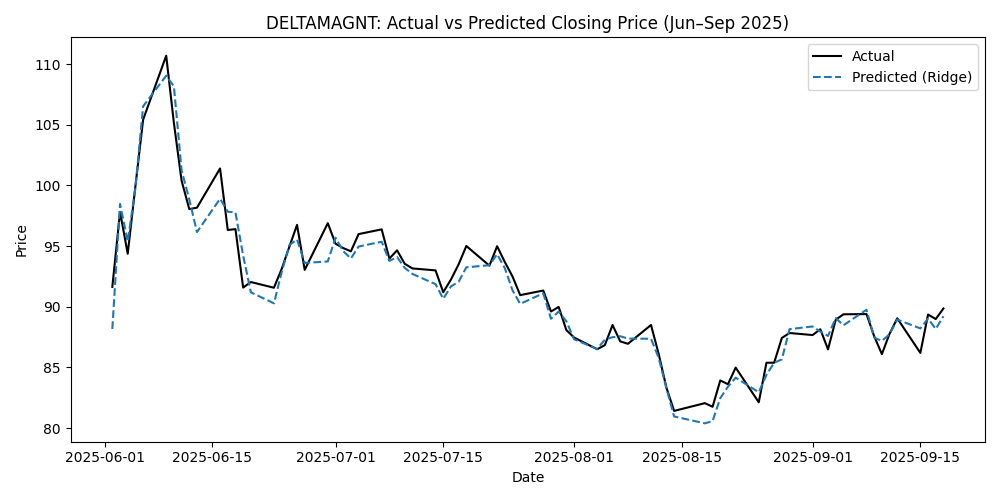 DELTAMAGNT: Actual vs Predicted Closing Price (Jun–Sep 2025)
Actual
Predicted (Ridge)
Price
110
105
100
95
90
85
80
2025-06-01 2025-06-15 2025-07-01 2025-07-15 2025-08-01 2025-08-15 2025-09-01 2025-09-15
Date